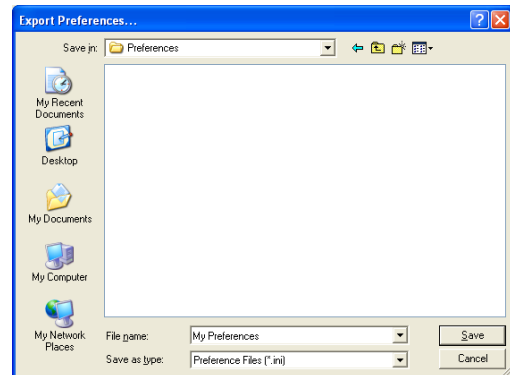 Export Preferences...
Save in: Preferences
My Recent
Documents
Desktop
My Documents
My Computer
My Network
Places
File name: My Preferences Save
Save as type: Preference Files (*.ini) Cancel